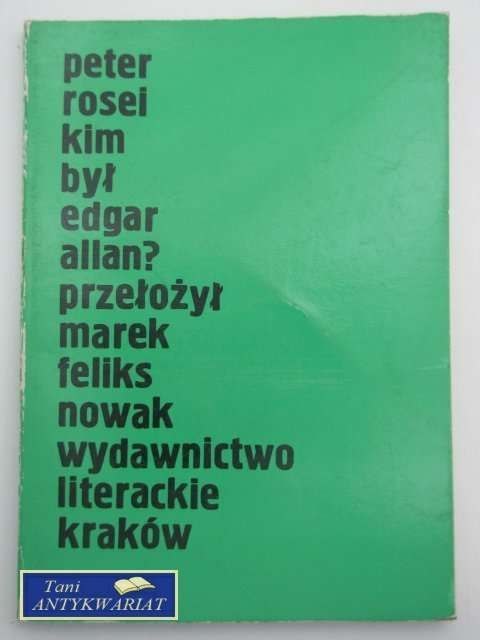 peter
rosei
kim
był
edgar
allan?
przełożył
marek
feliks
nowak
wydawnictwo
literackie
kraków
Tani
ANTYKWARIAT